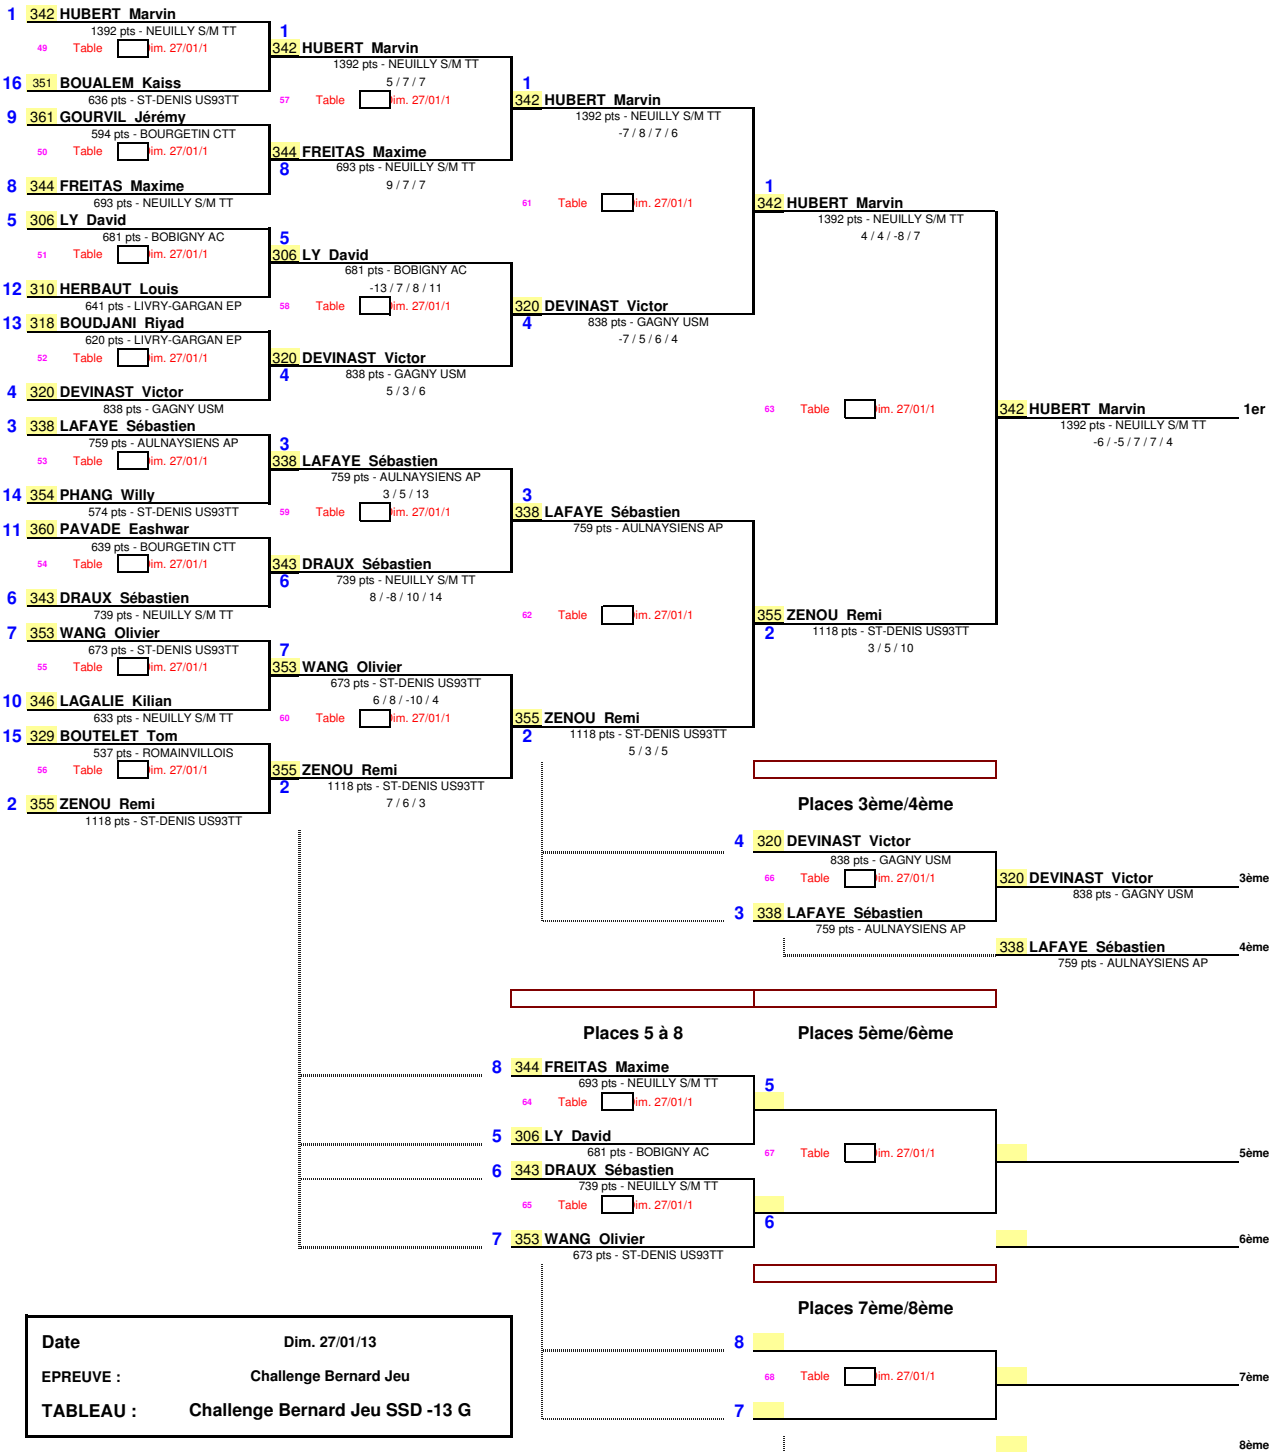 1 342 HUBERT Marvin
1392 pts - NEUILLY S/M TT
49 Table im. 27/01/1
16 351 BOUALEM Kaiss
636 pts - ST-DENIS US93TT
9 361 GOURVIL Jérémy
594 pts - BOURGETIN CTT
50 Table im. 27/01/1
8 344 FREITAS Maxime
693 pts - NEUILLY S/M TT
5 306 LY David
681 pts - BOBIGNY AC
51 Table im. 27/01/1
12 310 HERBAUT Louis
641 pts - LIVRY-GARGAN EP
13 318 BOUDJANI Riyad
620 pts - LIVRY-GARGAN EP
52 Table im. 27/01/1
4 320 DEVINAST Victor
838 pts - GAGNY USM
3 338 LAFAYE Sébastien
759 pts - AULNAYSIENS AP
53 Table im. 27/01/1
14 354 PHANG Willy
574 pts - ST-DENIS US93TT
11 360 PAVADE Eashwar
639 pts - BOURGETIN CTT
54 Table im. 27/01/1
6 343 DRAUX Sébastien
739 pts - NEUILLY S/M TT
7 353 WANG Olivier
673 pts - ST-DENIS US93TT
55 Table im. 27/01/1
10 346 LAGALIE Kilian
633 pts - NEUILLY S/M TT
15 329 BOUTELET Tom
537 pts - ROMAINVILLOIS
56 Table im. 27/01/1
2 355 ZENOU Remi
1118 pts - ST-DENIS US93TT
1
342 HUBERT Marvin
1392 pts - NEUILLY S/M TT
5 / 7 / 7
57 Table im. 27/01/1
344 FREITAS Maxime
8 693 pts - NEUILLY S/M TT
9 / 7 / 7
5
306 LY David
681 pts - BOBIGNY AC
-13 / 7 / 8 / 11
58 Table im. 27/01/1
320 DEVINAST Victor
4 838 pts - GAGNY USM
5 / 3 / 6
3
338 LAFAYE Sébastien
759 pts - AULNAYSIENS AP
3 / 5 / 13
59 Table im. 27/01/1
343 DRAUX Sébastien
6 739 pts - NEUILLY S/M TT
8 / -8 / 10 / 14
7
353 WANG Olivier
673 pts - ST-DENIS US93TT
6 / 8 / -10 / 4
60 Table im. 27/01/1
355 ZENOU Remi
2 1118 pts - ST-DENIS US93TT
7 / 6 / 3
1
342 HUBERT Marvin
1392 pts - NEUILLY S/M TT
-7 / 8 / 7 / 6
61 Table im. 27/01/1
320 DEVINAST Victor
4 838 pts - GAGNY USM
-7 / 5 / 6 / 4
3
338 LAFAYE Sébastien
759 pts - AULNAYSIENS AP
62 Table im. 27/01/1
355 ZENOU Remi
2 1118 pts - ST-DENIS US93TT
5 / 3 / 5
1
342 HUBERT Marvin
1392 pts - NEUILLY S/M TT
4 / 4 / -8 / 7
63 Table im. 27/01/1
355 ZENOU Remi
2 1118 pts - ST-DENIS US93TT
3 / 5 / 10
342 HUBERT Marvin 1er
1392 pts - NEUILLY S/M TT
-6 / -5 / 7 / 7 / 4
Places 3ème/4ème
4 320 DEVINAST Victor
838 pts - GAGNY USM
66 Table im. 27/01/1
3 338 LAFAYE Sébastien
759 pts - AULNAYSIENS AP
320 DEVINAST Victor 3ème
838 pts - GAGNY USM
338 LAFAYE Sébastien 4ème
759 pts - AULNAYSIENS AP
Places 5 à 8
8 344 FREITAS Maxime
693 pts - NEUILLY S/M TT
64 Table im. 27/01/1
5 306 LY David
681 pts - BOBIGNY AC
6 343 DRAUX Sébastien
739 pts - NEUILLY S/M TT
65 Table im. 27/01/1
7 353 WANG Olivier
673 pts - ST-DENIS US93TT
Places 5ème/6ème
5
67 Table im. 27/01/1
6
5ème
6ème
Places 7ème/8ème
8
68 Table im. 27/01/1
7
7ème
8ème
Date Dim. 27/01/13
EPREUVE : Challenge Bernard Jeu
TABLEAU : Challenge Bernard Jeu SSD -13 G